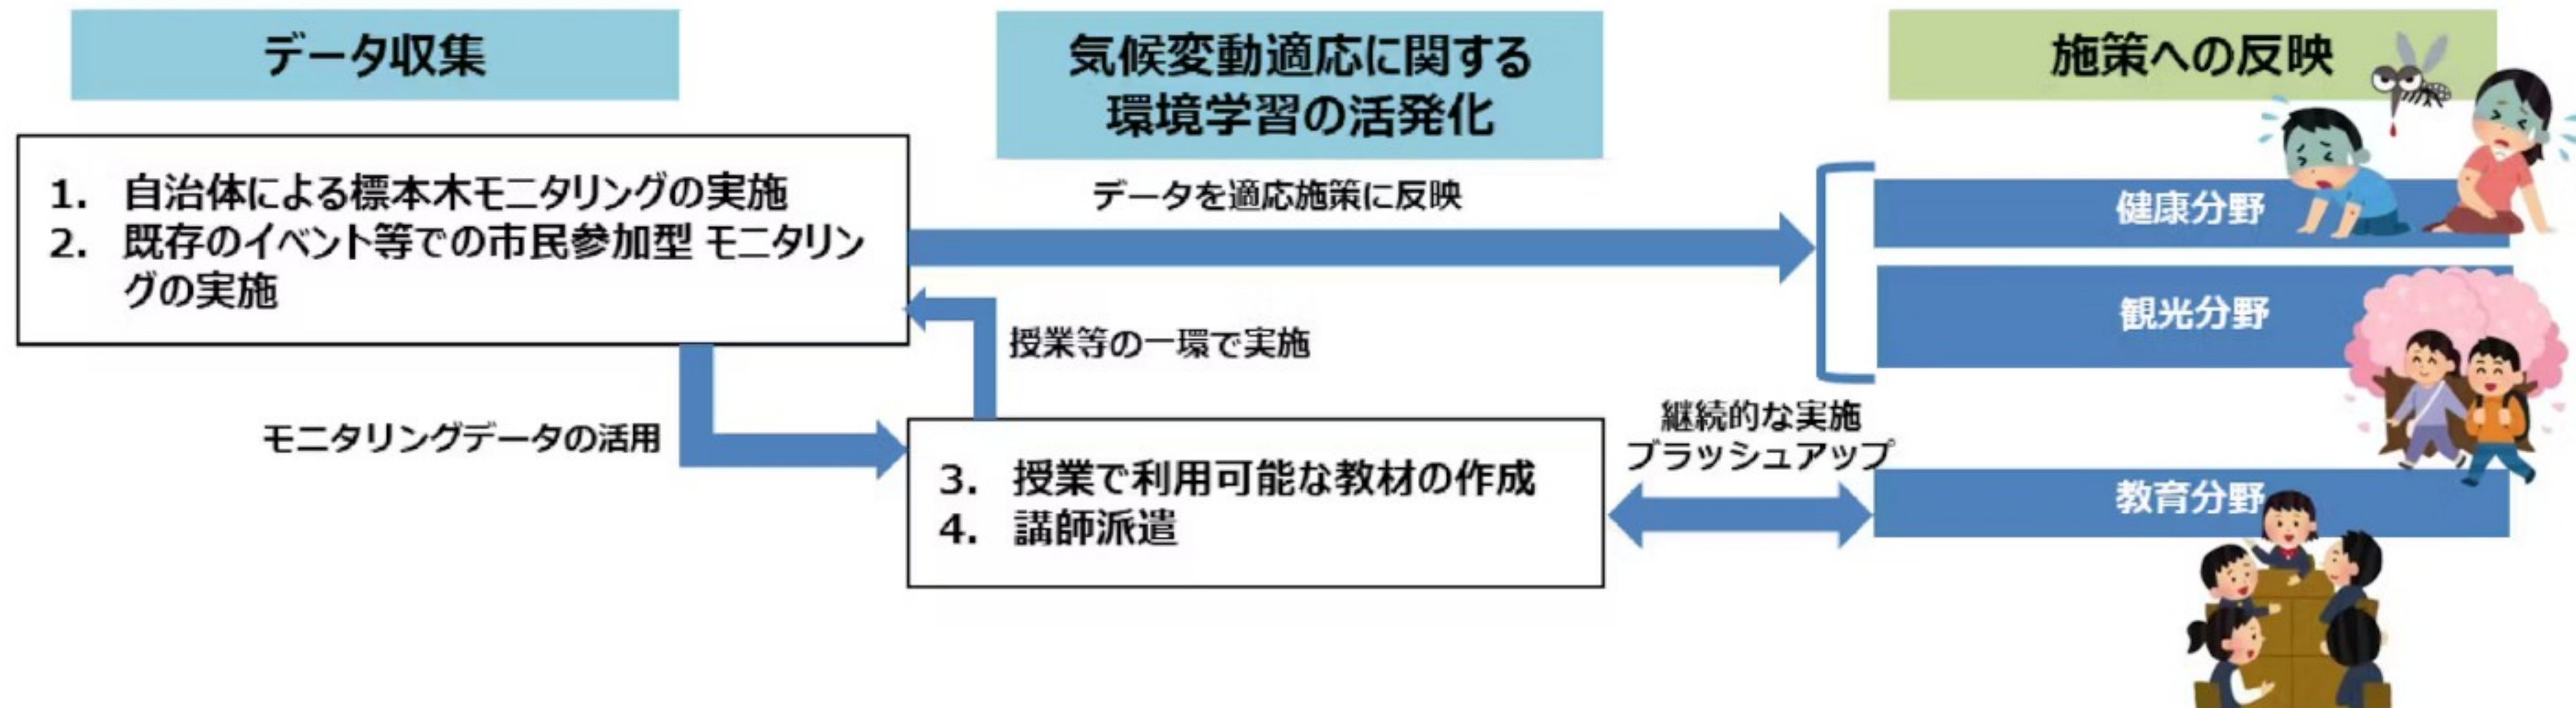 データ収集
気候変動適応に関する
環境学習の活発化
施策への反映
1. 自治体による標本木モニタリングの実施
2. 既存のイベント等での市民参加型 モニタリン
グの実施
データを適応施策に反映
健康分野
観光分野
授業等の一環で実施
モニタリングデータの活用
3. 授業で利用可能な教材の作成
4. 講師派遣
継続的な実施
ブラッシュアップ
教育分野